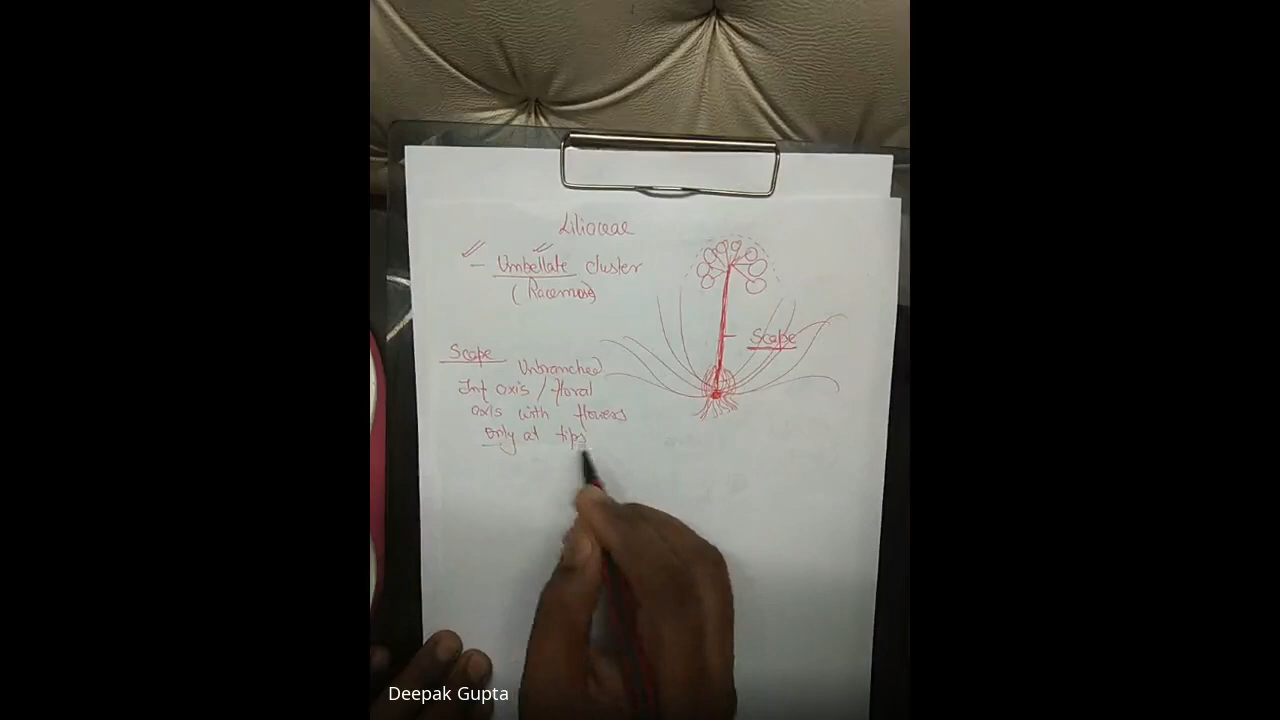 Liliaceae
- Umbellate cluster
(Racemose)
Scape
Scape
Unbranched
Inf axis / floral
axis with flowers
only at tips
Deepak Gupta